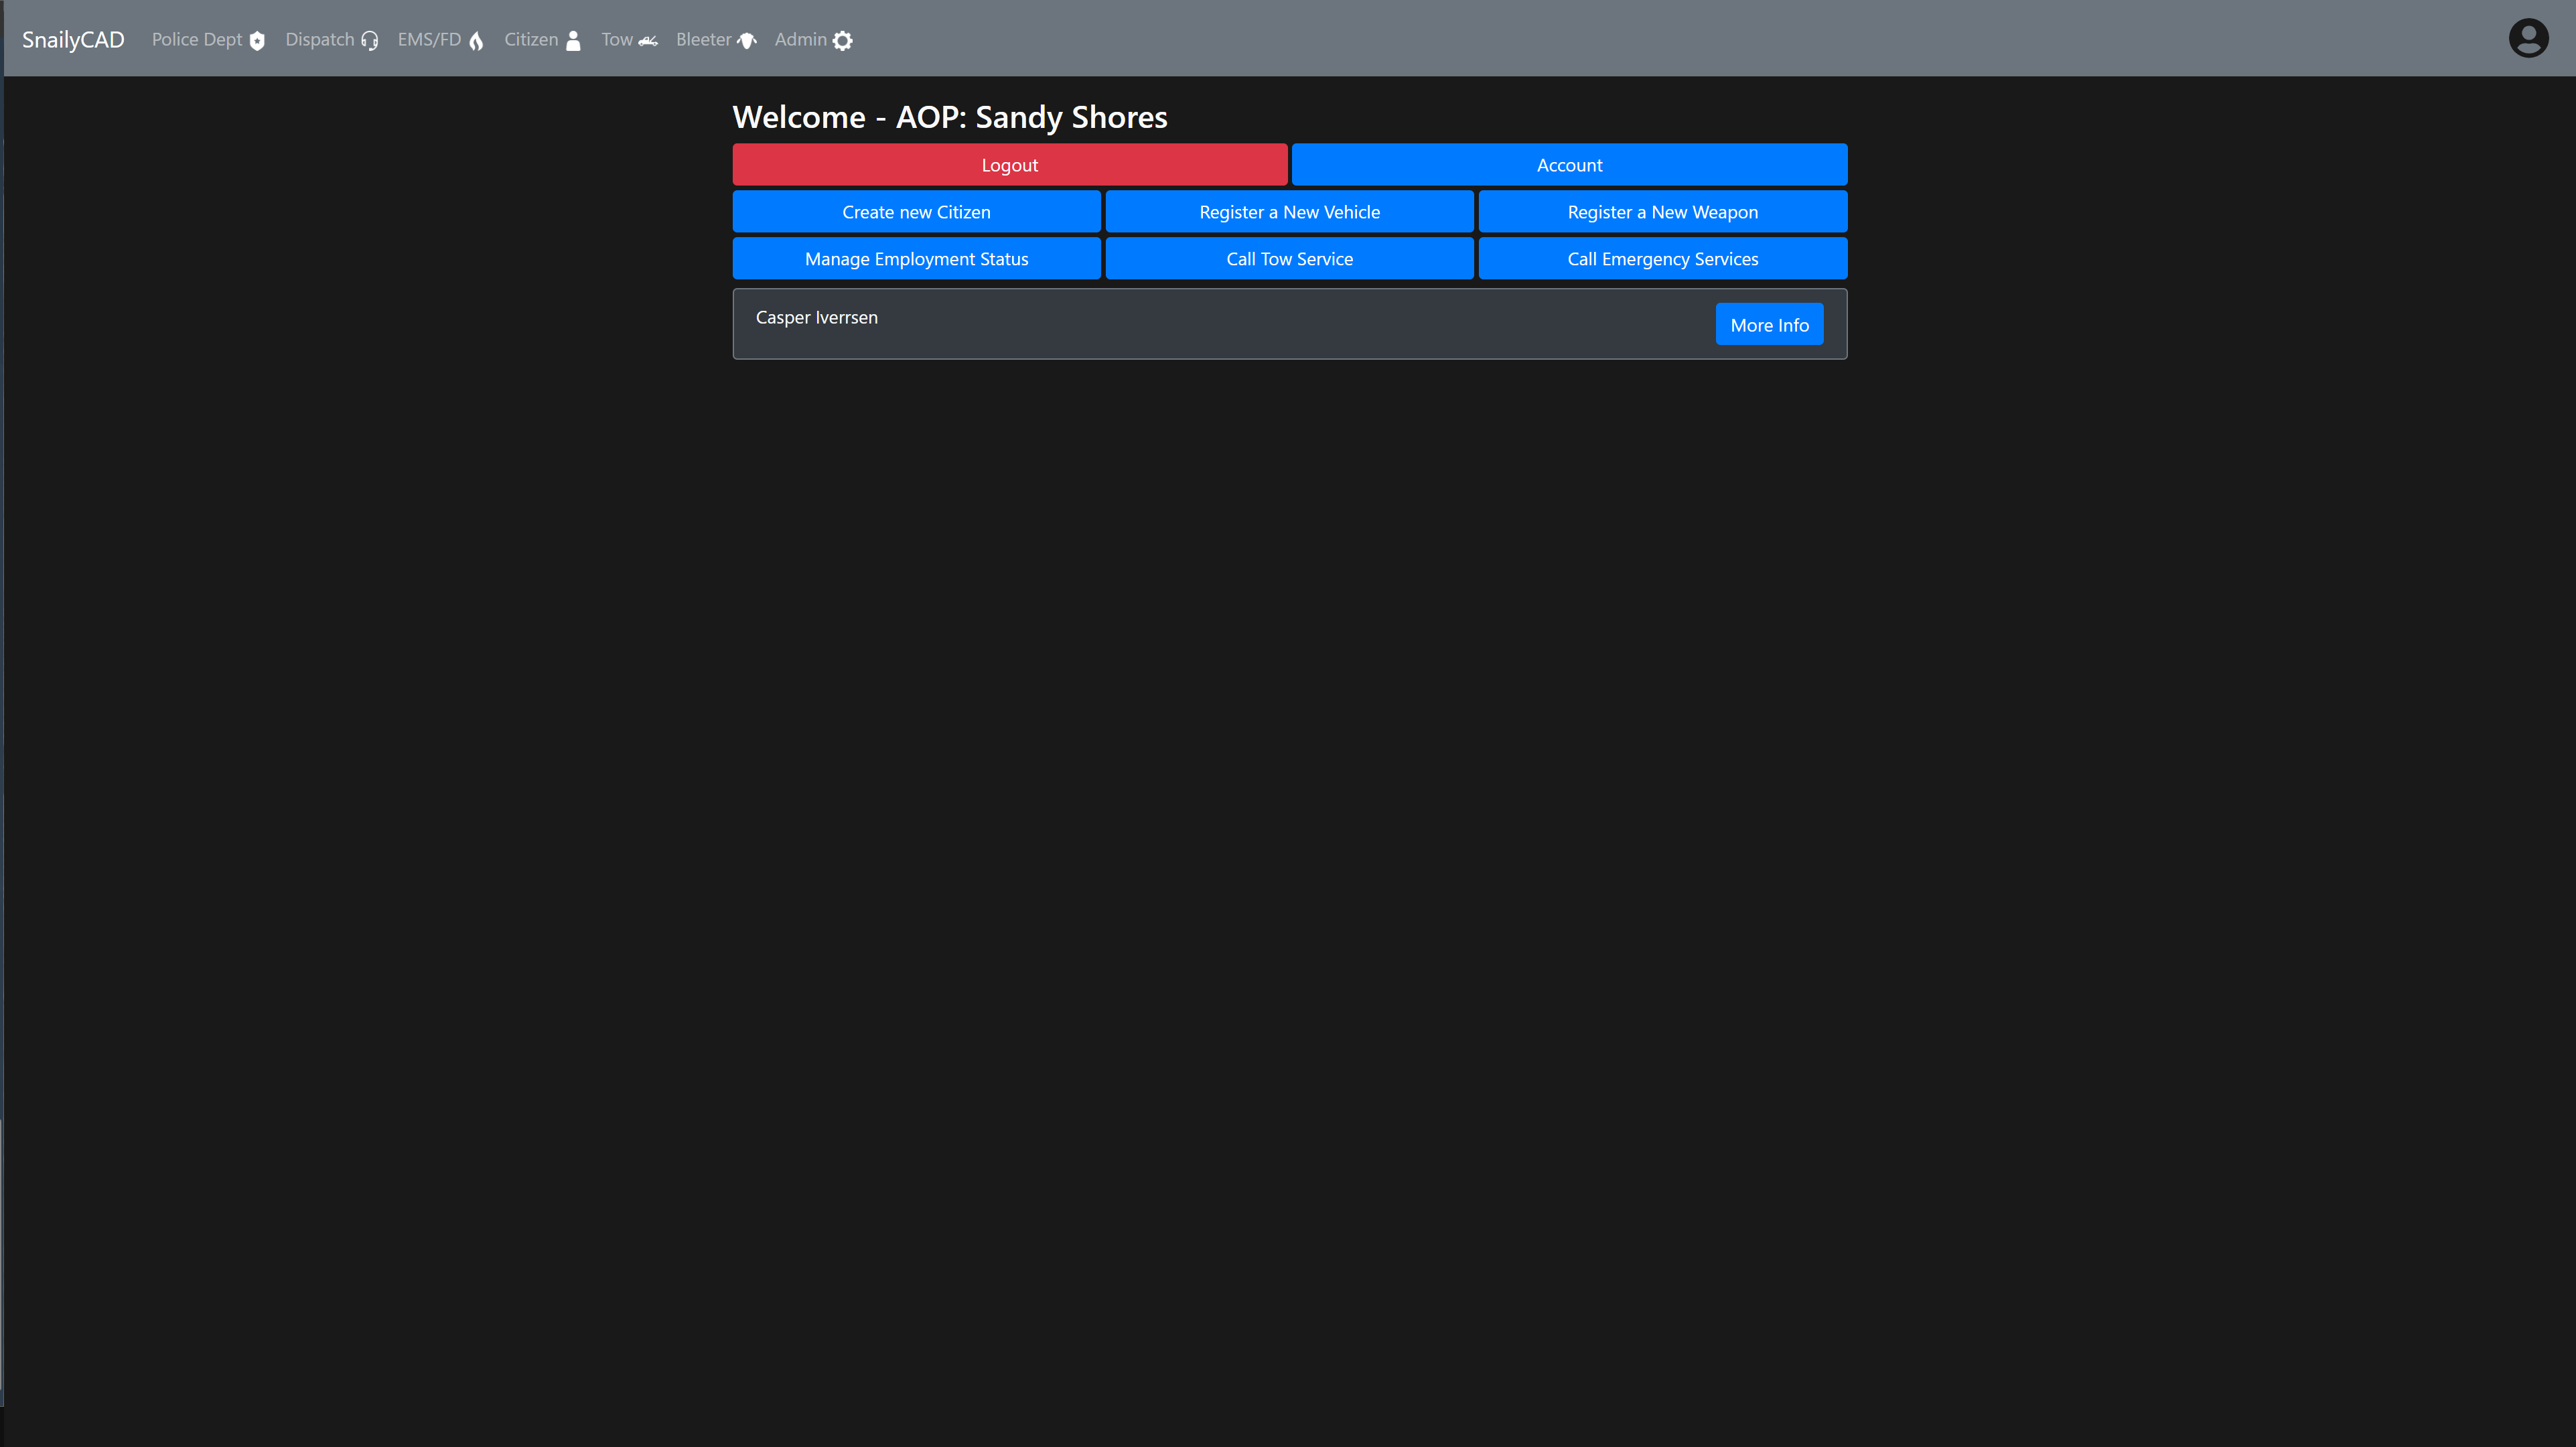 SnailyCAD Police Dept Dispatch EMS/FD Citizen Tow Bleeter Admin
Welcome - AOP: Sandy Shores
Logout Account
Create new Citizen Register a New Vehicle Register a New Weapon
Manage Employment Status Call Tow Service Call Emergency Services
Casper Iverrsen More Info